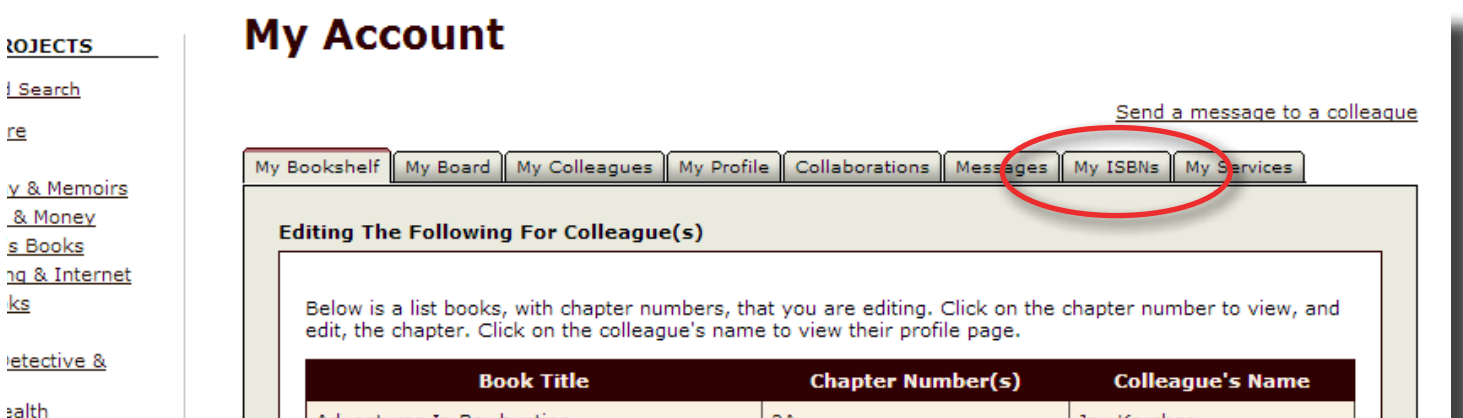 ROJECTS
d Search
re
y & Memoirs
& Money
s Books
ng & Internet
ks
Detective &
ealth
My Account
Send a message to a colleague
My Bookshelf My Board My Colleagues My Profile Collaborations Messages My ISBNs My Services
Editing The Following For Colleague(s)
Below is a list books, with chapter numbers, that you are editing. Click on the chapter number to view, and
edit, the chapter. Click on the colleague's name to view their profile page.
Book Title Chapter Number(s) Colleague's Name